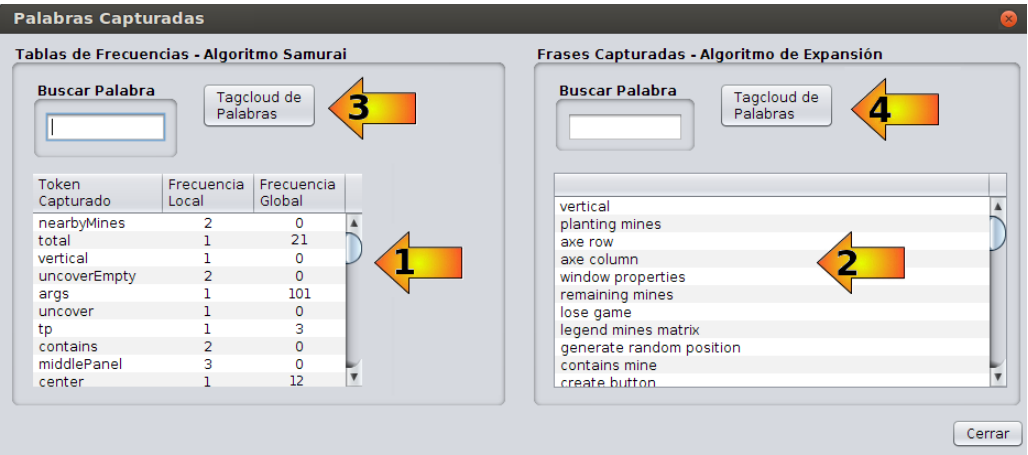 Palabras Capturadas
Tablas de Frecuencias - Algoritmo Samurai
Buscar Palabra
Tagcloud de
Palabras
3
Token Capturado Frecuencia Local Frecuencia Global
nearbyMines 2 0
total 1 21
vertical 1 0
uncoverEmpty 2 0
args 1 101
uncover 1 0
tp 1 3
contains 2 0
middlePanel 3 0
center 1 12
1
Frases Capturadas - Algoritmo de Expansión
Buscar Palabra
Tagcloud de
Palabras
4
vertical
planting mines
axe row
axe column
window properties
remaining mines
lose game
legend mines matrix
generate random position
contains mine
create button
2
Cerrar